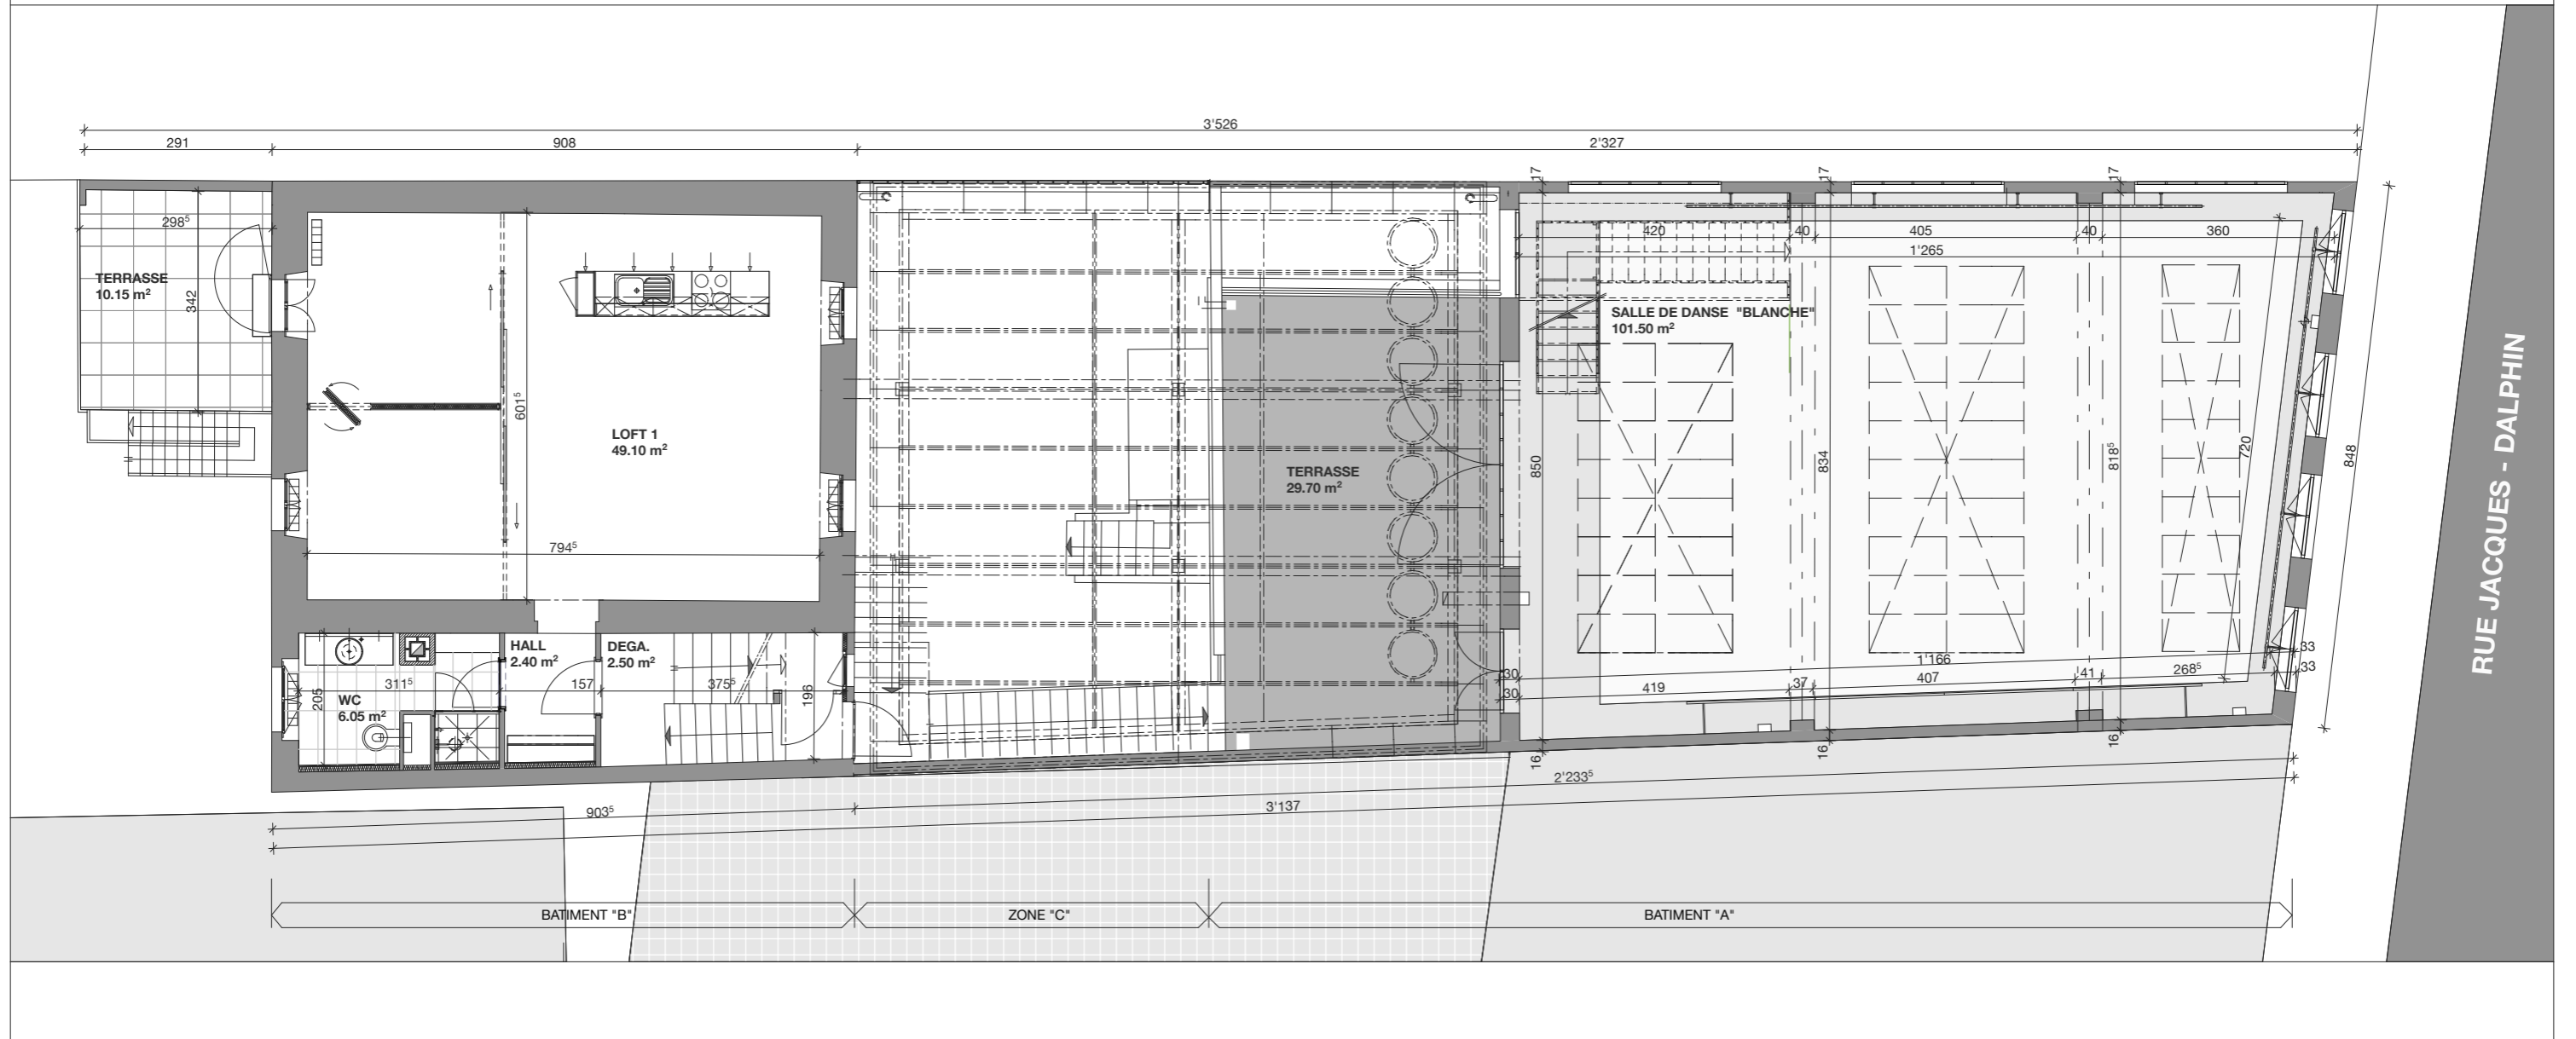 3'526
291
908
2'327
17
17
17
298⁵
420
40
405
40
360
1'265
TERRASSE
10.15 m²
342
SALLE DE DANSE "BLANCHE"
101.50 m²
601⁵
LOFT 1
49.10 m²
TERRASSE
29.70 m²
850
834
818⁵
720
848
RUE JACQUES - DALPHIN
794⁵
HALL
2.40 m²
DEGA.
2.50 m²
33
1'166
33
30
268⁵
311⁵
157
375⁵
196
205
WC
6.05 m²
30
419
37
407
41
16
16
16
2'233⁵
903⁵
3'137
BATIMENT "B"
ZONE "C"
BATIMENT "A"